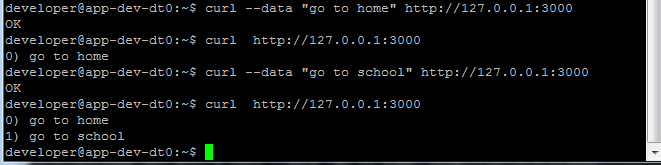 developer@app-dev-dt0:~$ curl --data "go to home" http://127.0.0.1:3000
OK
developer@app-dev-dt0:~$ curl  http://127.0.0.1:3000
0) go to home
developer@app-dev-dt0:~$ curl --data "go to school" http://127.0.0.1:3000
OK
developer@app-dev-dt0:~$ curl  http://127.0.0.1:3000
0) go to home
1) go to school
developer@app-dev-dt0:~$